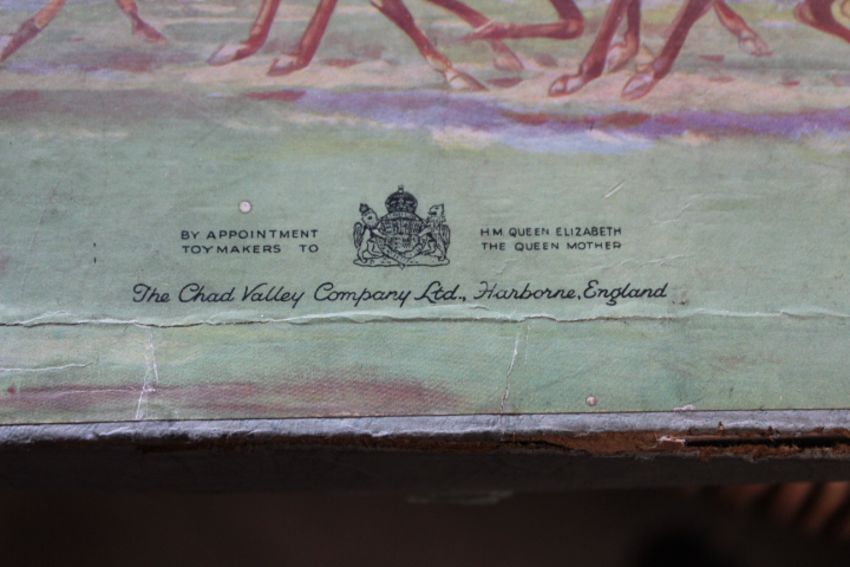 BY APPOINTMENT
TOYMAKERS TO
H.M QUEEN ELIZABETH
THE QUEEN MOTHER
The Chad Valley Company Ltd., Harborne, England